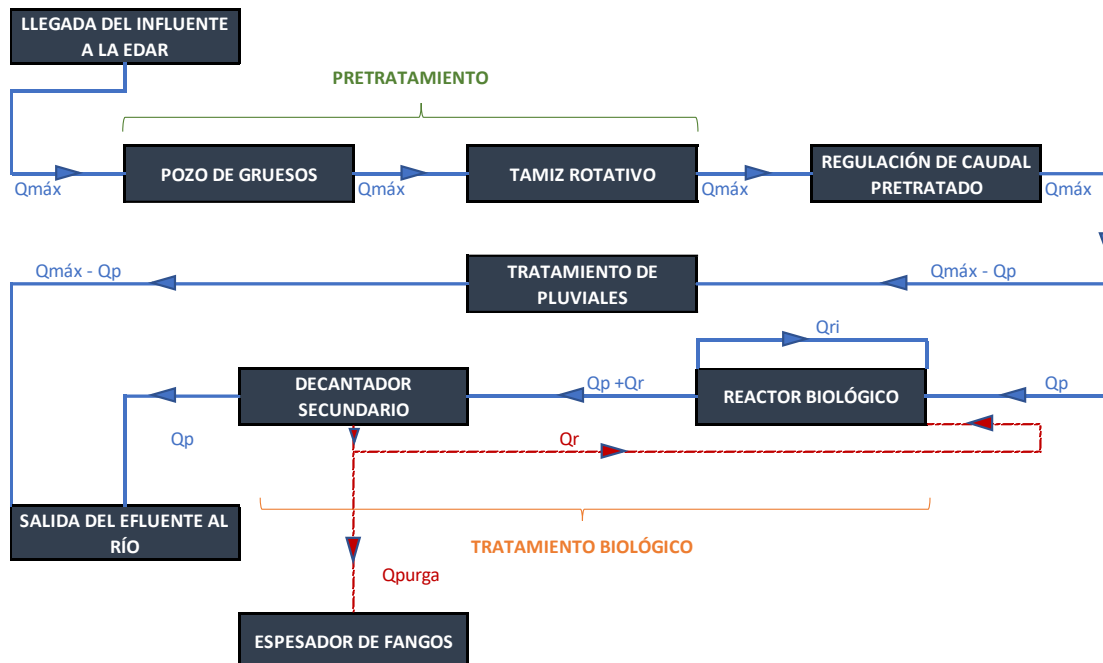 LLEGADA DEL INFLUENTE
A LA EDAR
PRETRATAMIENTO
POZO DE GRUESOS
TAMIZ ROTATIVO
REGULACIÓN DE CAUDAL
PRETRATADO
Qmáx
Qmáx
Qmáx
Qmáx
Qmáx - Qp
TRATAMIENTO DE
PLUVIALES
Qmáx - Qp
Qri
DECANTADOR
SECUNDARIO
Qp +Qr
REACTOR BIOLÓGICO
Qp
Qp
Qr
SALIDA DEL EFLUENTE AL
RÍO
TRATAMIENTO BIOLÓGICO
Qpurga
ESPESADOR DE FANGOS